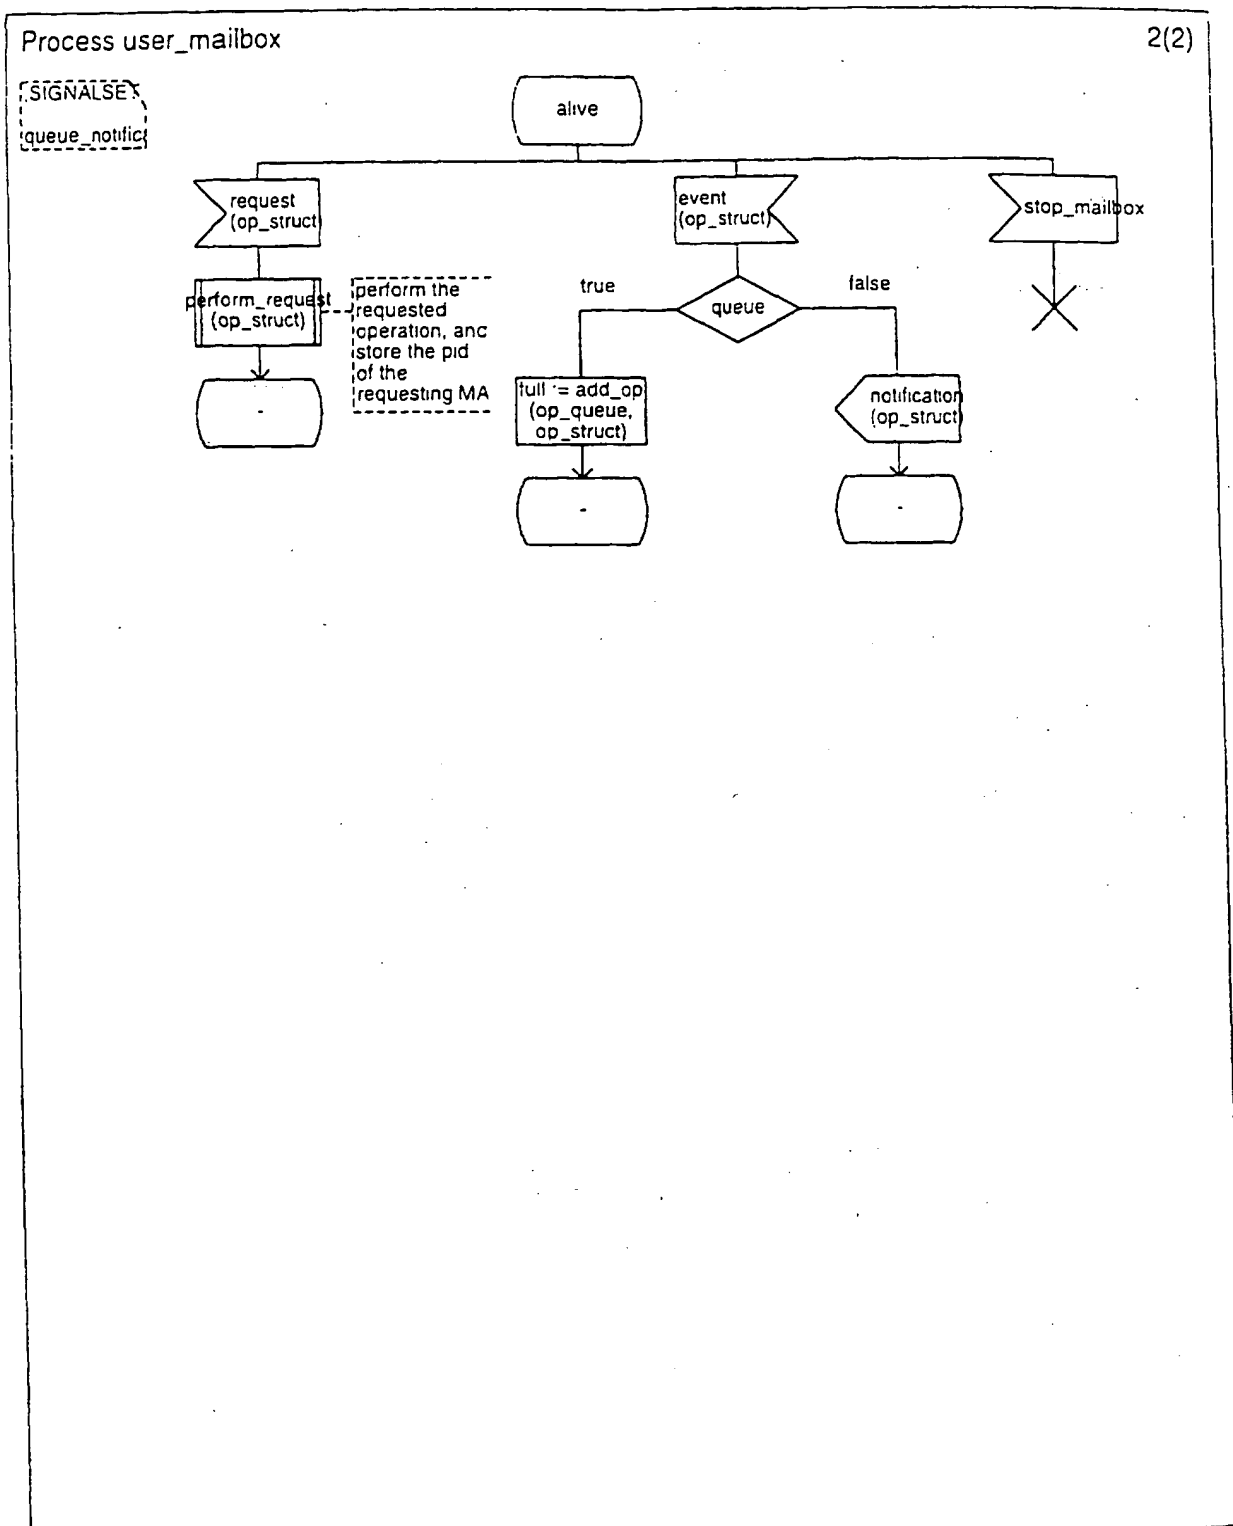 Process user_mailbox
2(2)
SIGNALSET
queue_notific
alive
request
(op_struct)
event
(op_struct)
stop_mailbox
perform_request
(op_struct)
perform the
requested
operation, and
store the pid
of the
requesting MA
true
queue
false
full := add_op
(op_queue,
op_struct)
notification
(op_struct)
-
-
-